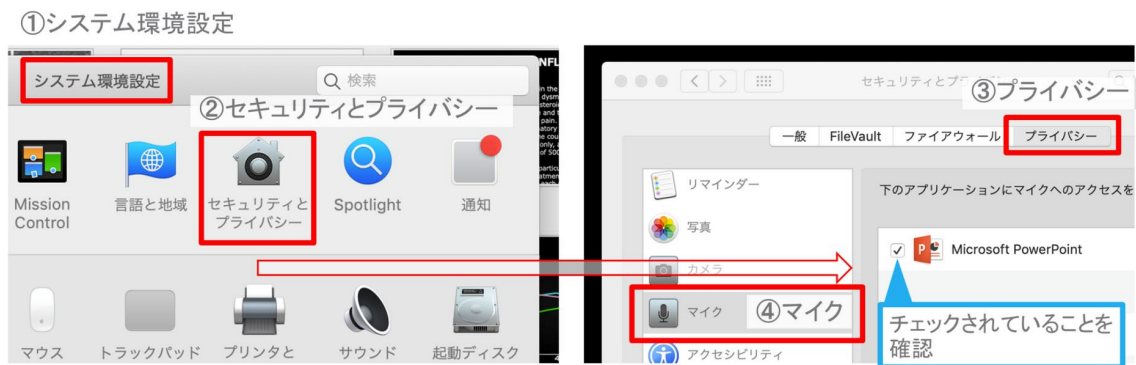 ①システム環境設定
システム環境設定
検索
②セキュリティとプライバシー
Mission
Control
言語と地域
セキュリティと
プライバシー
Spotlight
通知
マウス
トラックパッド
プリンタと
サウンド
起動ディスク
セキュリティとプ
③プライバシー
一般
FileVault
ファイアウォール
プライバシー
リマインダー
写真
カメラ
マイク
④マイク
アクセシビリティ
下のアプリケーションにマイクへのアクセスを
Microsoft PowerPoint
チェックされていることを
確認